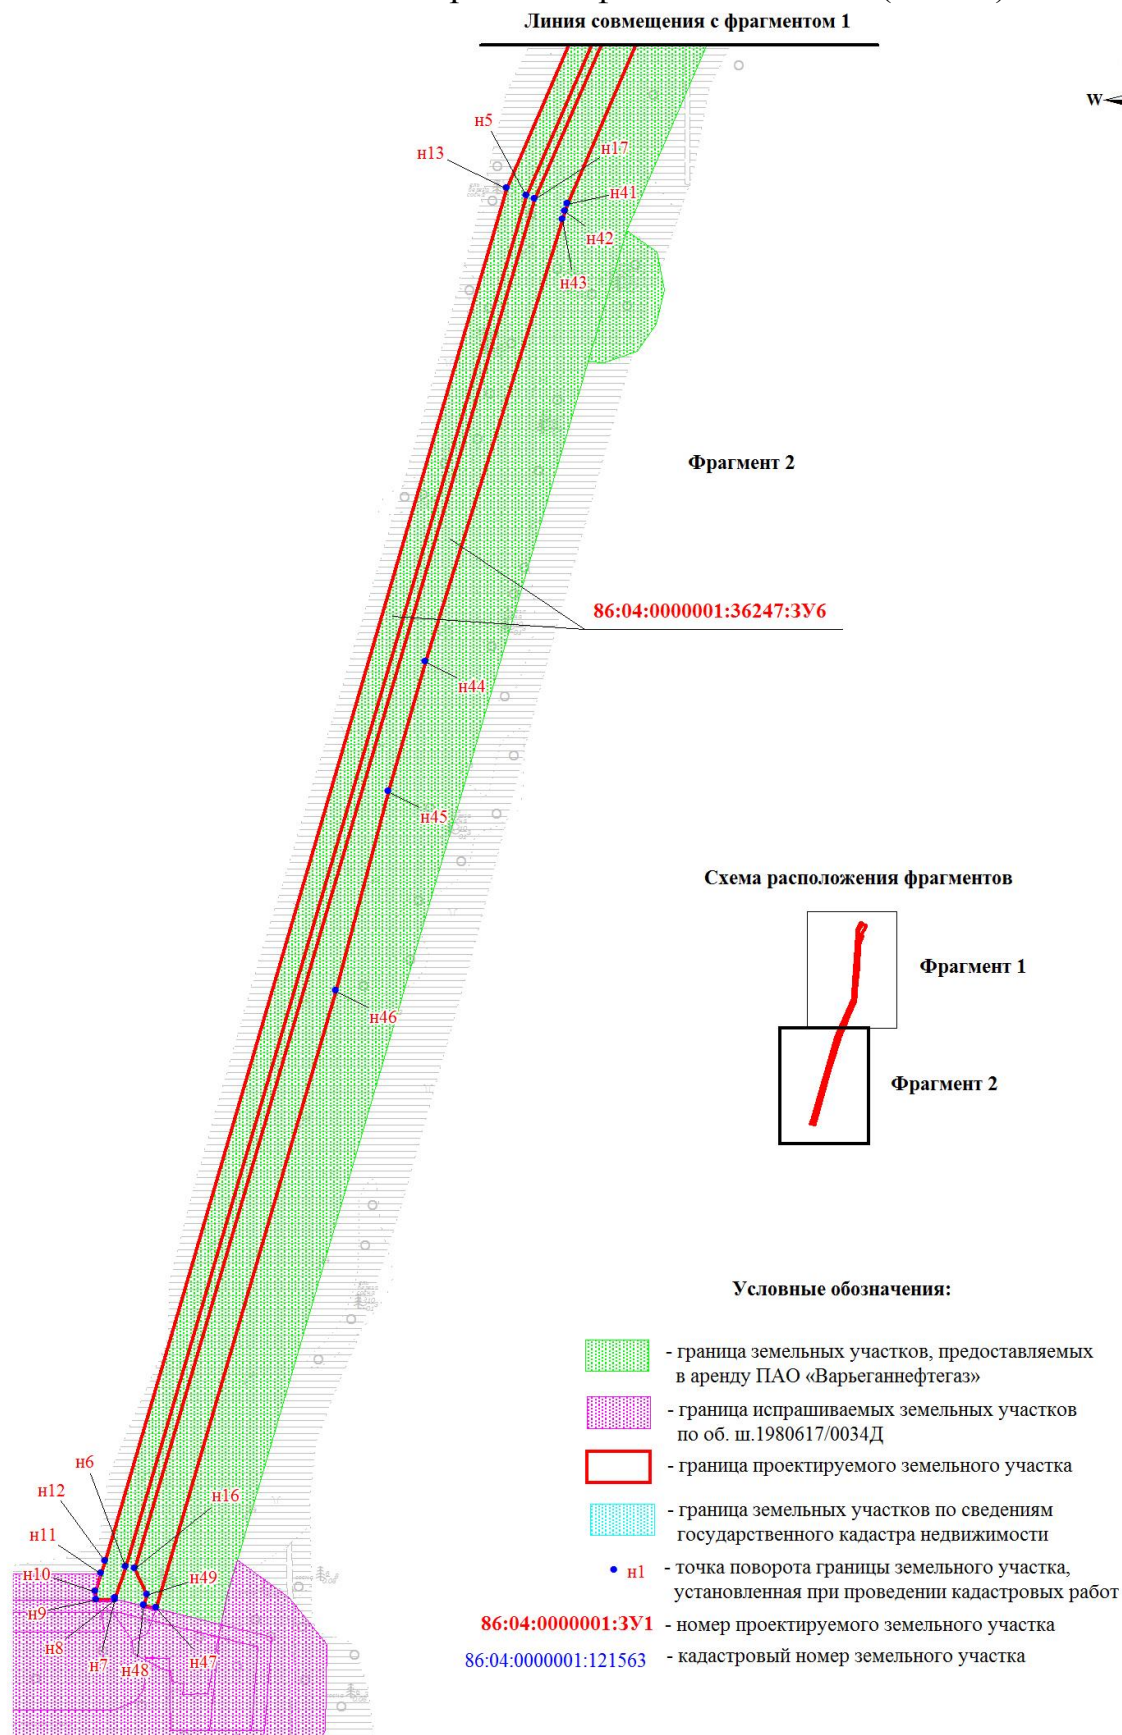 Линия совмещения с фрагментом 1
W
н5
н13
н17
н41
н42
н43
Фрагмент 2
86:04:0000001:36247:ЗУ6
н44
н45
Схема расположения фрагментов
Фрагмент 1
н46
Фрагмент 2
Условные обозначения:
- граница земельных участков, предоставляемых
в аренду ПАО «Варьеганнефтегаз»
- граница испрашиваемых земельных участков
по об. ш.1980617/0034Д
- граница проектируемого земельного участка
- граница земельных участков по сведениям
государственного кадастра недвижимости
н1 - точка поворота границы земельного участка,
установленная при проведении кадастровых работ
86:04:0000001:ЗУ1 - номер проектируемого земельного участка
86:04:0000001:121563 - кадастровый номер земельного участка
н6
н12
н16
н11
н10
н49
н9
н8
н7
н48
н47